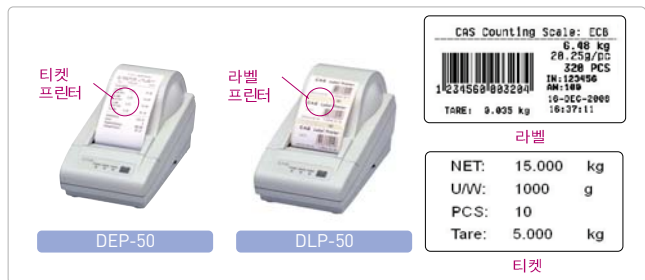 티켓
프린터
DEP-50
라벨
프린터
DLP-50
CAS Counting Scale: ECB
6.48 kg
20.25g/pc
320 PCS
IN:123456
AW:100
1 234560 003204
16-DEC-2008
TARE: 0.035 kg
16:37:11
라벨
NET: 15.000 kg
U/W: 1000 g
PCS: 10
Tare: 5.000 kg
티켓